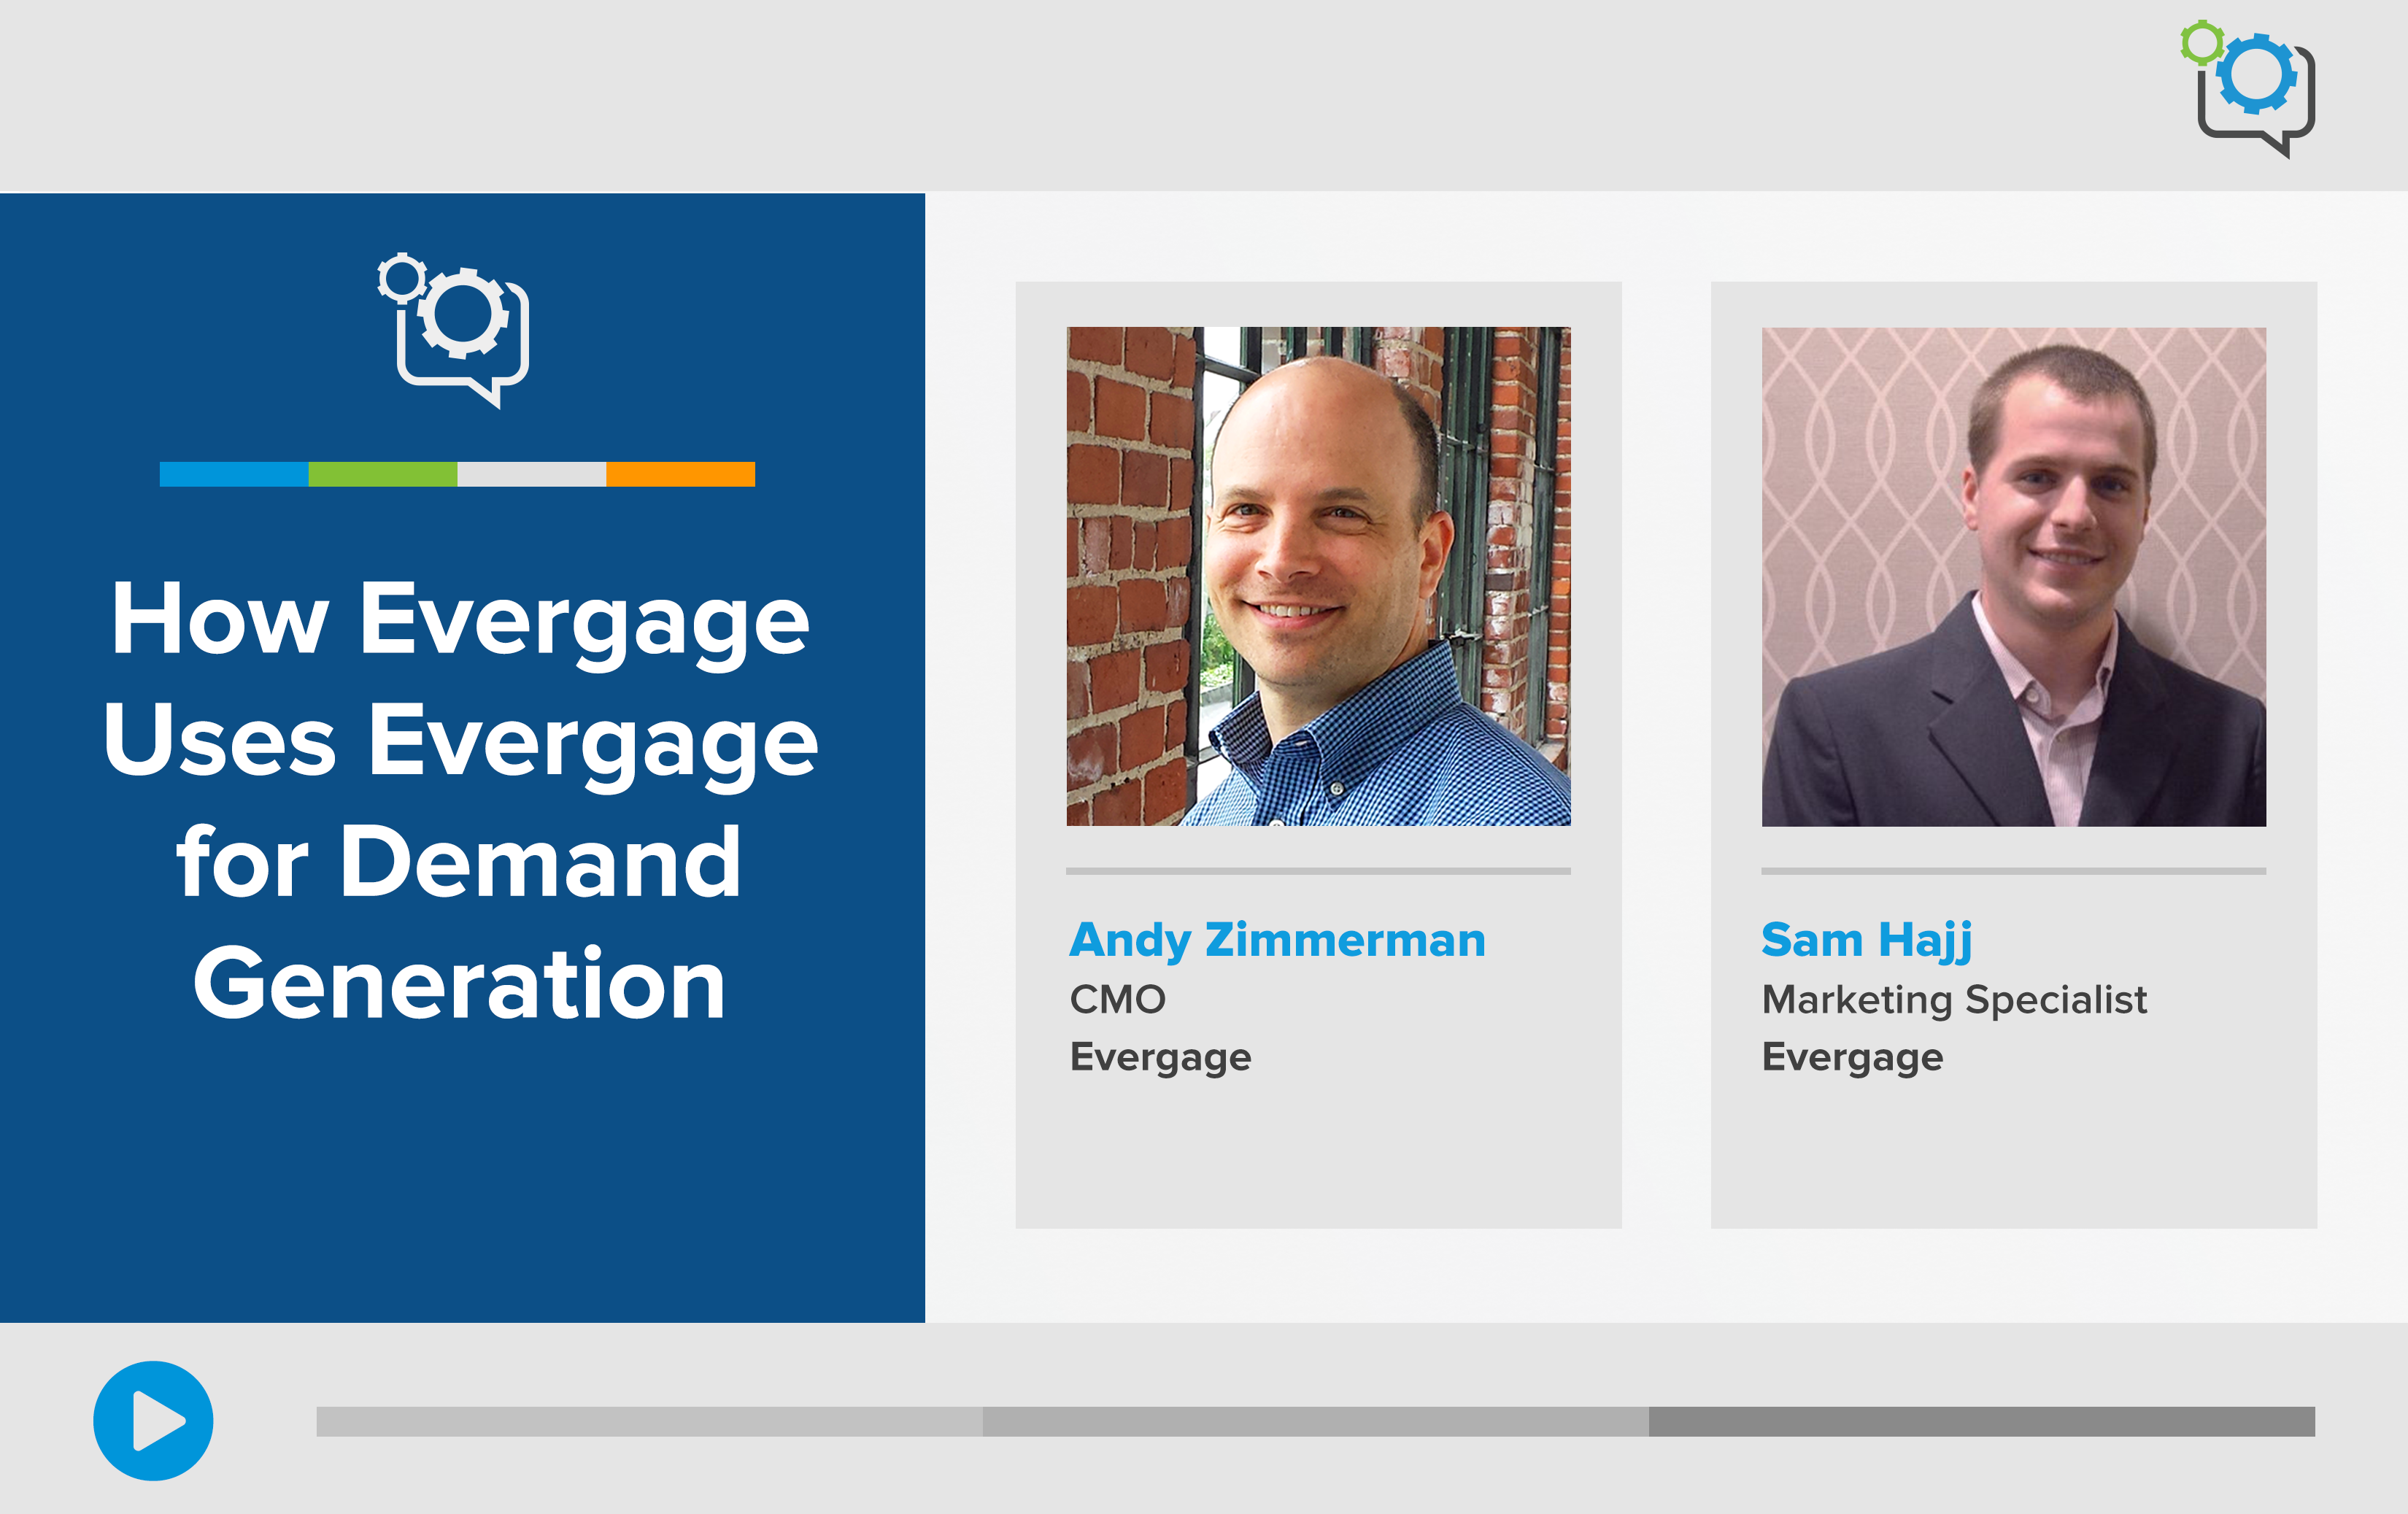 How Evergage
Uses Evergage
for Demand
Generation
Andy Zimmerman
CMO
Evergage
Sam Hajj
Marketing Specialist
Evergage